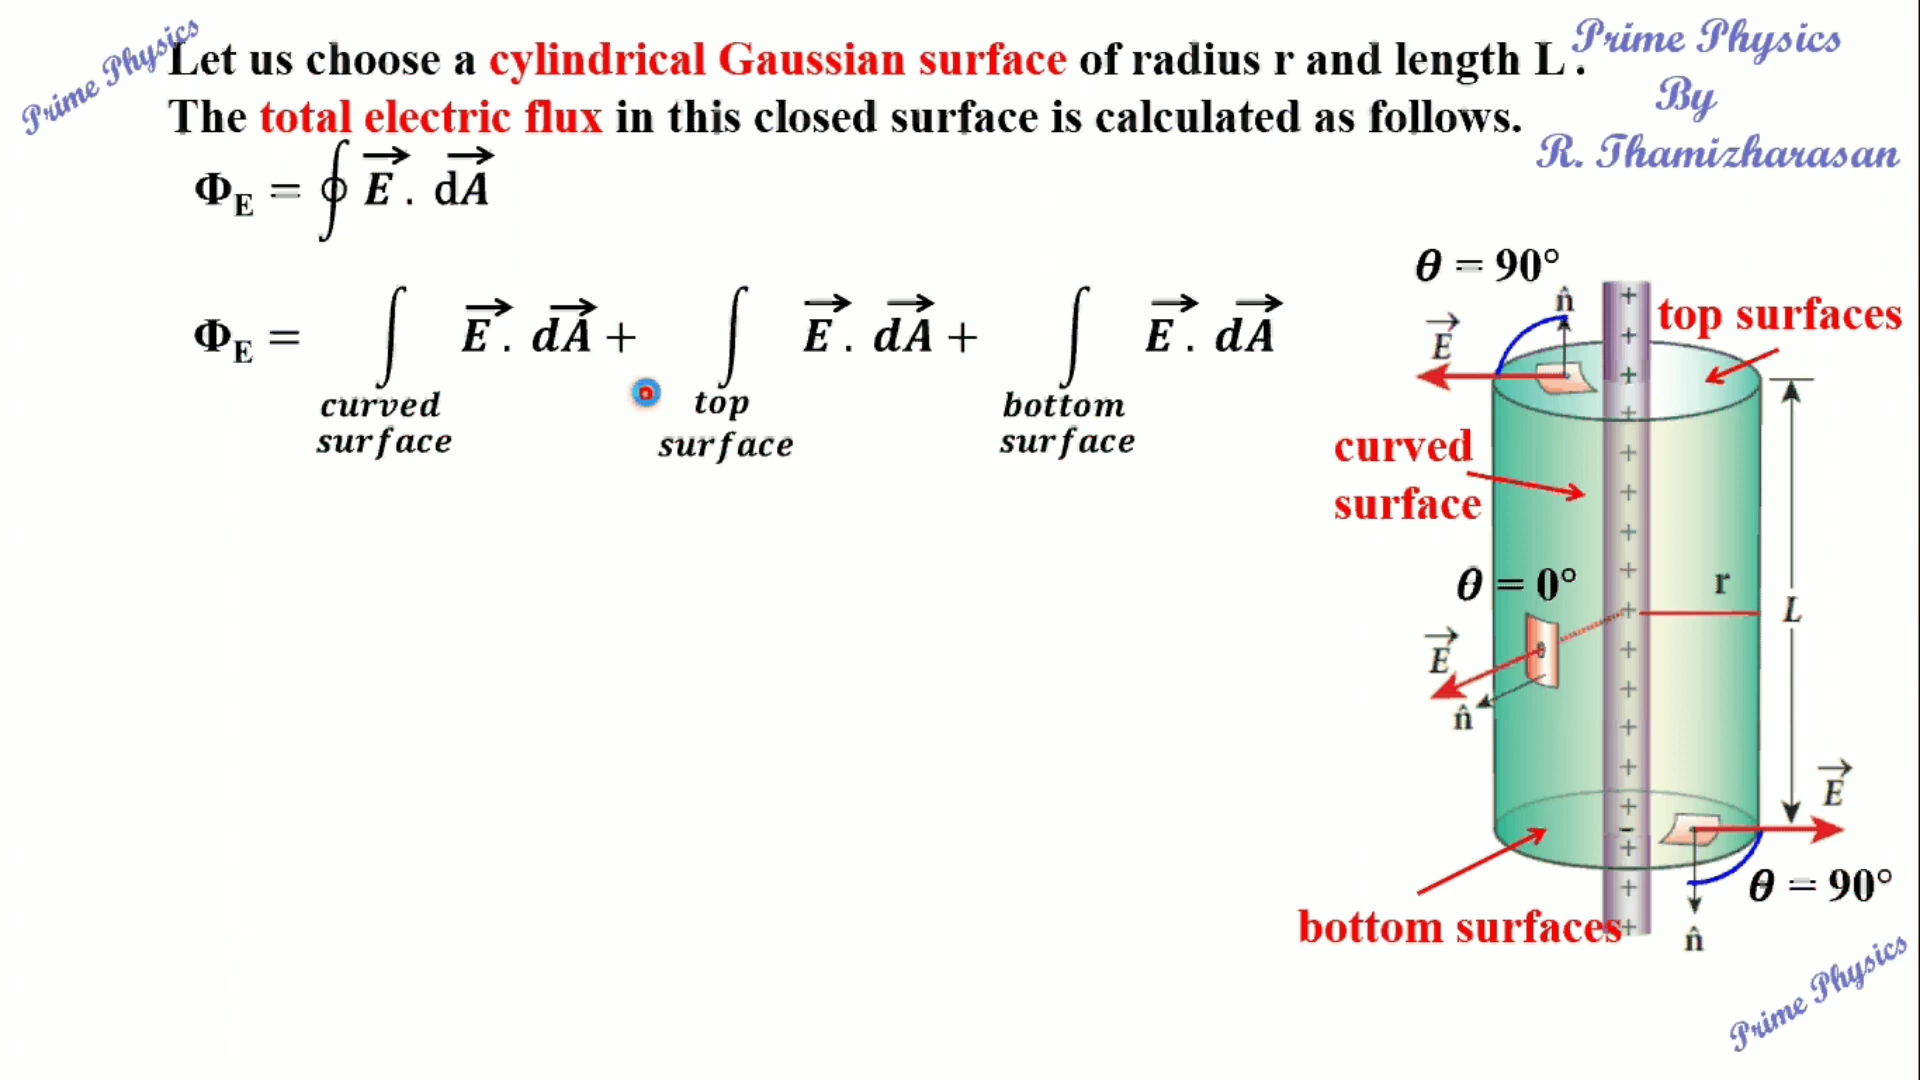 Prime Physics
Let us choose a cylindrical Gaussian surface of radius r and length L .
The total electric flux in this closed surface is calculated as follows.
Prime Physics
By
R. Thamizharasan
Φ_E = ∮ E⃗ . dA⃗
Φ_E = ∫ E⃗ . dA⃗ + ∫ E⃗ . dA⃗ + ∫ E⃗ . dA⃗
curved surface top surface bottom surface
θ = 90°
n̂
E⃗
top surfaces
curved
surface
θ = 0°
r
L
E⃗
n̂
E⃗
θ = 90°
bottom surfaces
n̂
+ + + + + + + + + + + + + + - + + +
Prime Physics